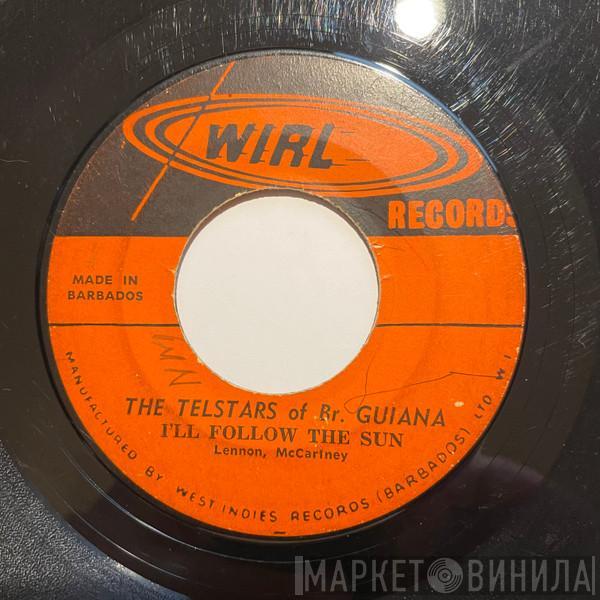 WIRL
RECORDS
MADE IN
BARBADOS
NM
THE TELSTARS of Br. GUIANA
I'LL FOLLOW THE SUN
Lennon, McCartney
MANUFACTURED BY: WEST INDIES RECORDS (BARBADOS) LTD. W.I.
МАРКЕТ ВИНИЛА